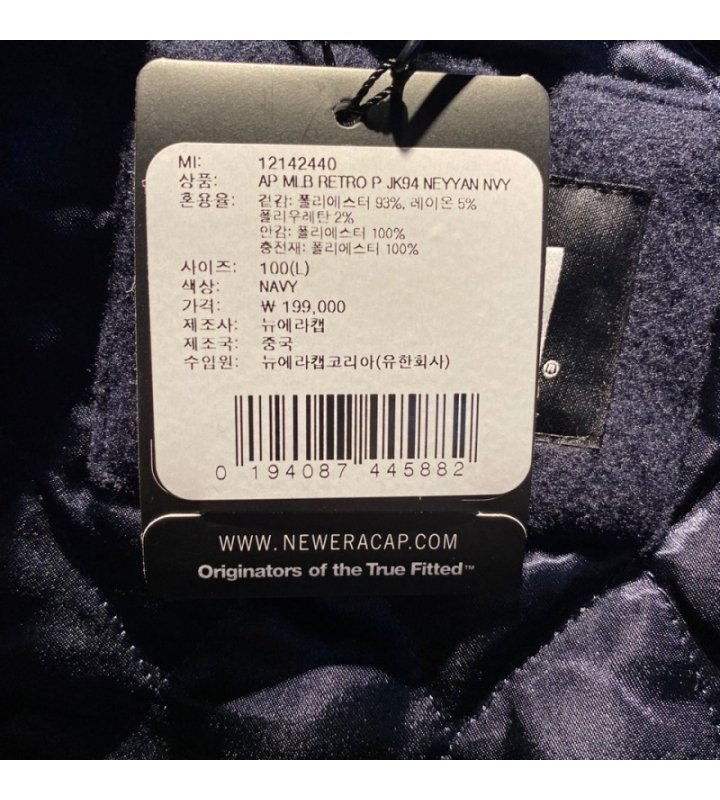 MI: 12142440
상품: AP MLB RETRO P JK94 NEYYAN NVY
혼용율: 겉감: 폴리에스터 93%, 레이온 5%
폴리우레탄 2%
안감: 폴리에스터 100%
충전재: 폴리에스터 100%
사이즈: 100(L)
색상: NAVY
가격: ₩ 199,000
제조사: 뉴에라캡
제조국: 중국
수입원: 뉴에라캡코리아(유한회사)
0 194087 445882
WWW.NEWERACAP.COM
Originators of the True Fitted™
®